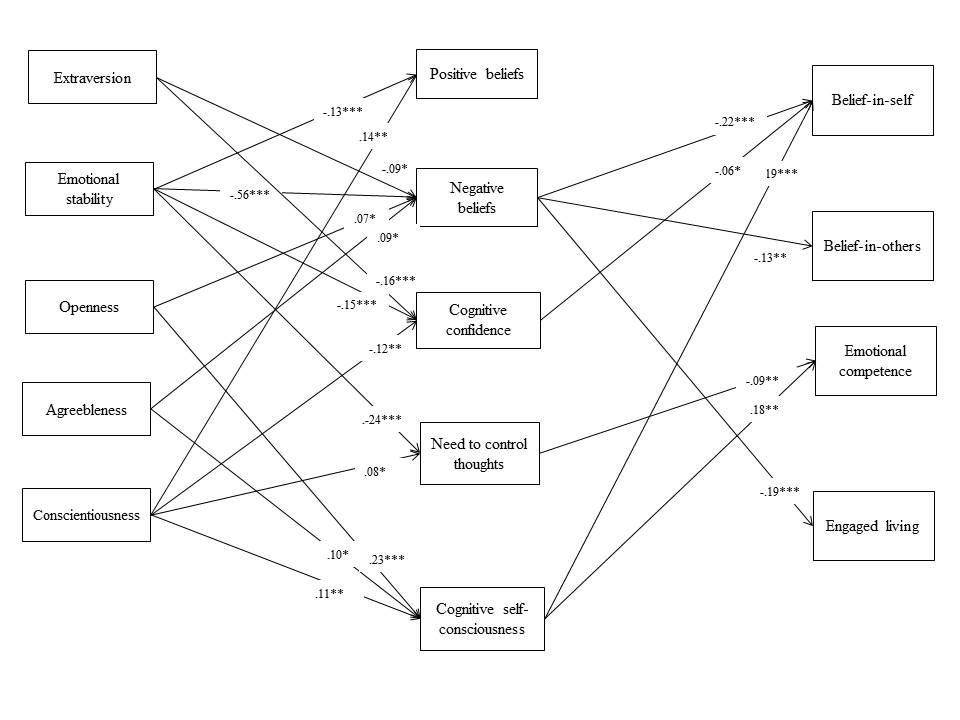 Extraversion
Emotional
stability
Openness
Agreebleness
Conscientiousness
Positive beliefs
Negative
beliefs
Cognitive
confidence
Need to control
thoughts
Cognitive self-
consciousness
Belief-in-self
Belief-in-others
Emotional
competence
Engaged living
-.13***
.14**
-.09*
-.56***
.07*
.09*
-.16***
-.15***
-.12**
.-24***
.08*
.10*
.23***
.11**
-.22***
-.06*
19***
-.13**
-.09**
.18**
-.19***